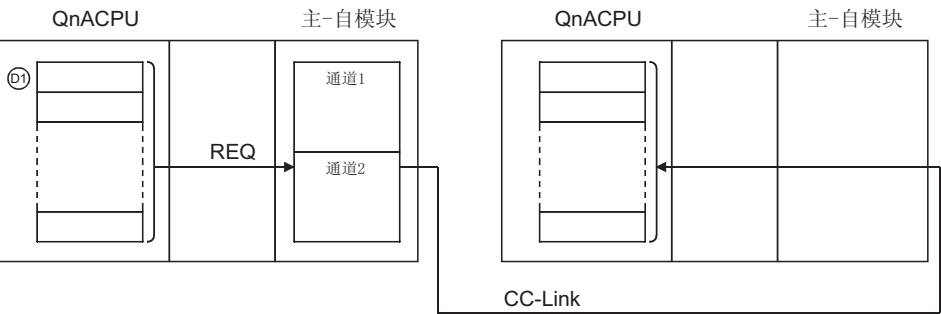 QnACPU 主-自模块 QnACPU 主-自模块
D1 通道1
REQ 通道2
CC-Link